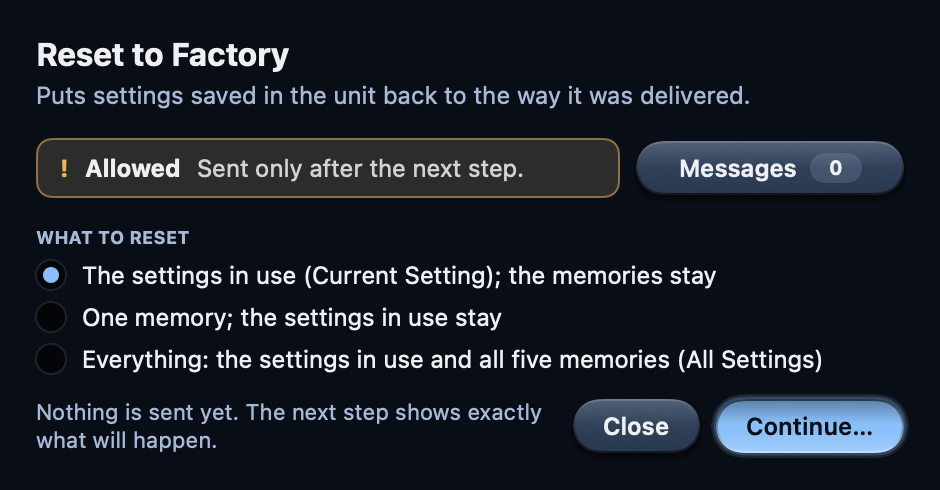 Reset to Factory
Puts settings saved in the unit back to the way it was delivered.
! Allowed Sent only after the next step.
Messages 0
WHAT TO RESET
The settings in use (Current Setting); the memories stay
One memory; the settings in use stay
Everything: the settings in use and all five memories (All Settings)
Nothing is sent yet. The next step shows exactly
what will happen.
Close
Continue...